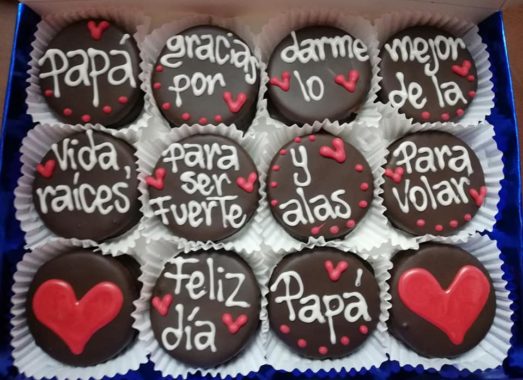 Papá
gracias
por
darme
lo
mejor
de la
vida,
raíces
para
ser
fuerte
y
alas
Para
volar
Feliz
día
Papá